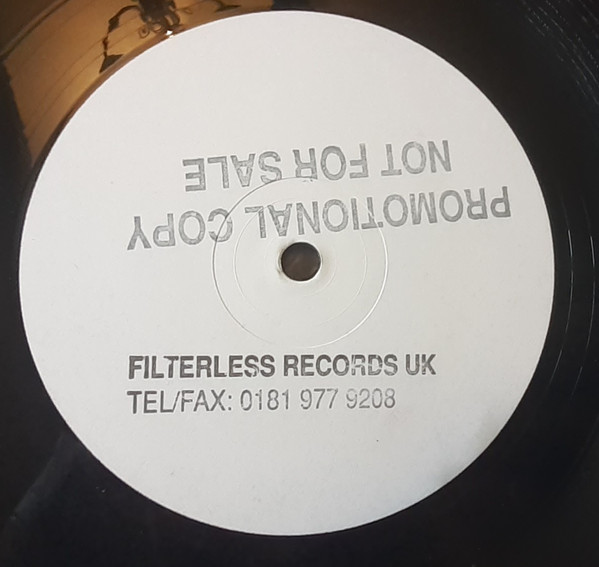 PROMOTIONAL COPY
NOT FOR SALE
FILTERLESS RECORDS UK
TEL/FAX: 0181 977 9208